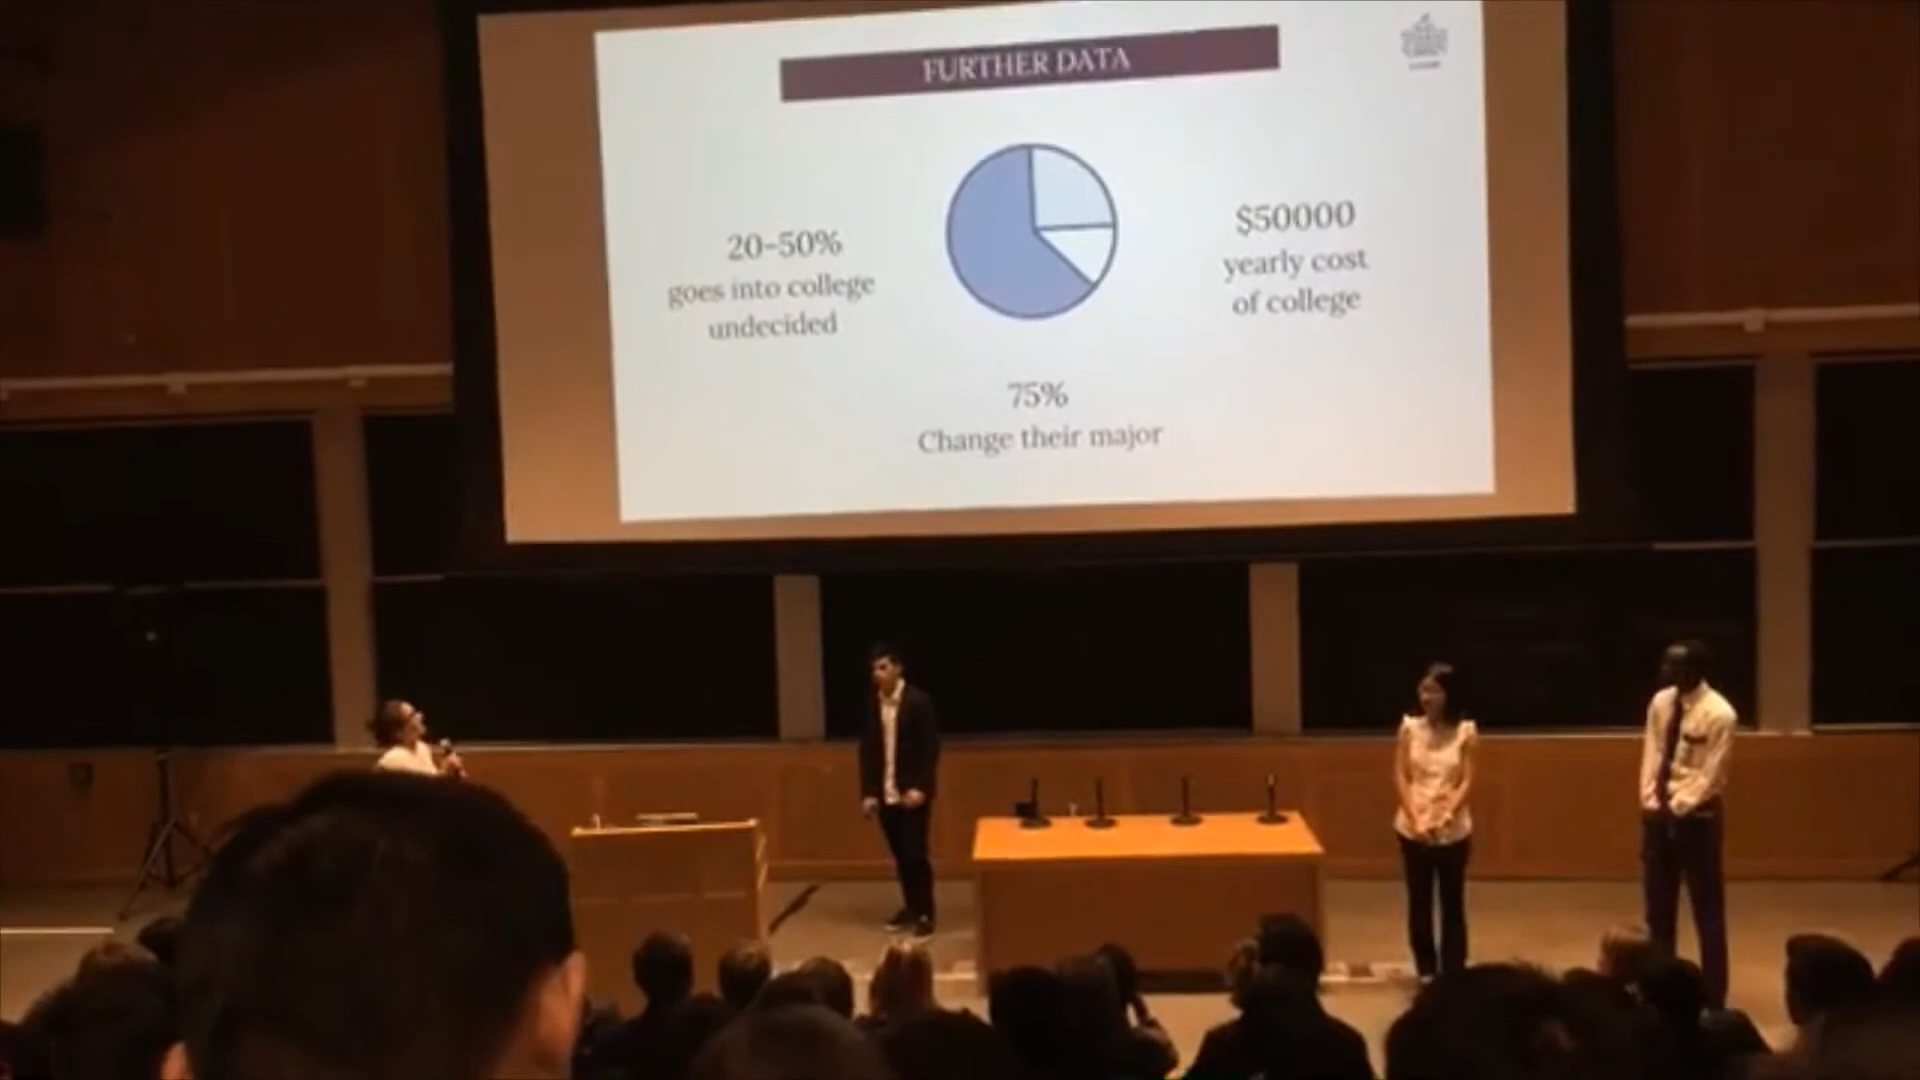 FURTHER DATA
20-50%
goes into college
undecided
$50000
yearly cost
of college
75%
Change their major